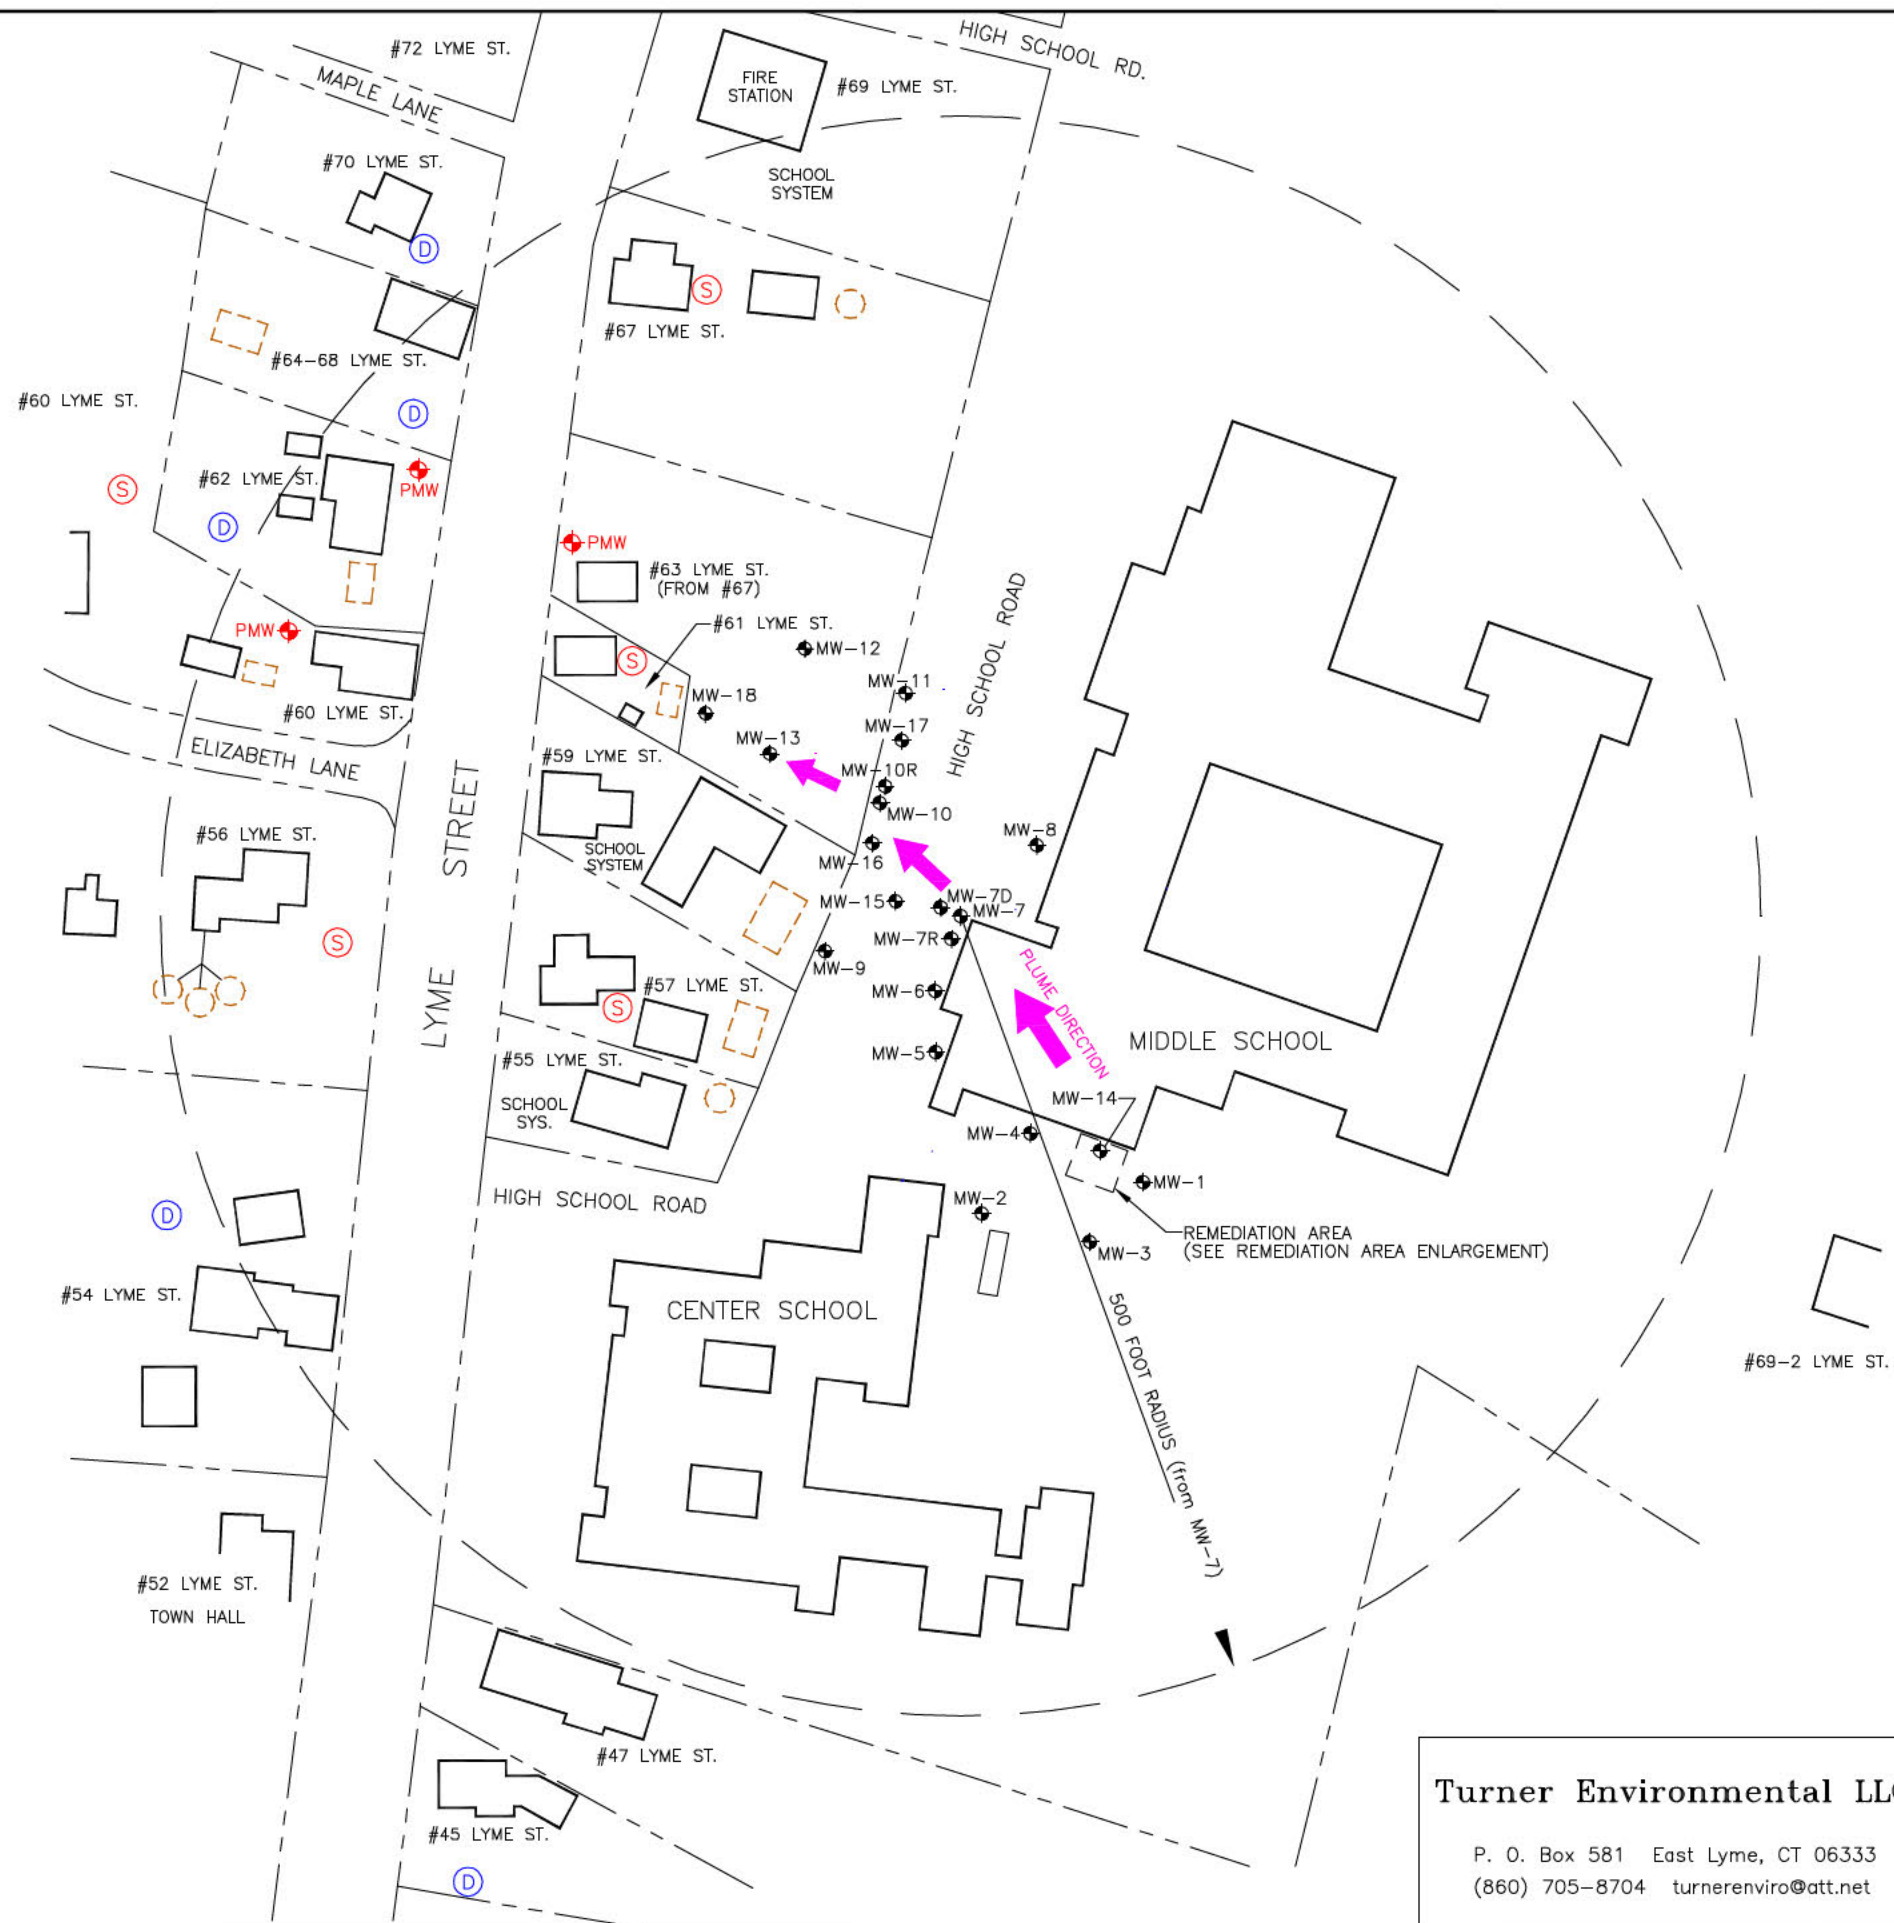 HIGH SCHOOL RD.
#72 LYME ST.
MAPLE LANE
FIRE
STATION
#69 LYME ST.
#70 LYME ST.
SCHOOL
SYSTEM
D
S
#67 LYME ST.
#64-68 LYME ST.
#60 LYME ST.
D
#62 LYME ST.
PMW
S
D
PMW
#63 LYME ST.
(FROM #67)
#61 LYME ST.
PMW
MW-12
S
HIGH SCHOOL ROAD
MW-11
MW-18
#60 LYME ST.
MW-17
MW-13
ELIZABETH LANE
#59 LYME ST.
MW-10R
MW-10
LYME STREET
#56 LYME ST.
MW-8
SCHOOL
SYSTEM
MW-16
MW-15
MW-7D
MW-7
MW-7R
S
MW-9
#57 LYME ST.
MW-6
PLUME DIRECTION
S
MIDDLE SCHOOL
#55 LYME ST.
MW-5
SCHOOL
SYS.
MW-14
MW-4
MW-1
HIGH SCHOOL ROAD
MW-2
D
REMEDIATION AREA
(SEE REMEDIATION AREA ENLARGEMENT)
MW-3
#54 LYME ST.
CENTER SCHOOL
500 FOOT RADIUS (from MW-7)
#69-2 LYME ST.
#52 LYME ST.
TOWN HALL
#47 LYME ST.
#45 LYME ST.
D
Turner Environmental LLC
P. O. Box 581 East Lyme, CT 06333
(860) 705-8704 turnerenviro@att.net